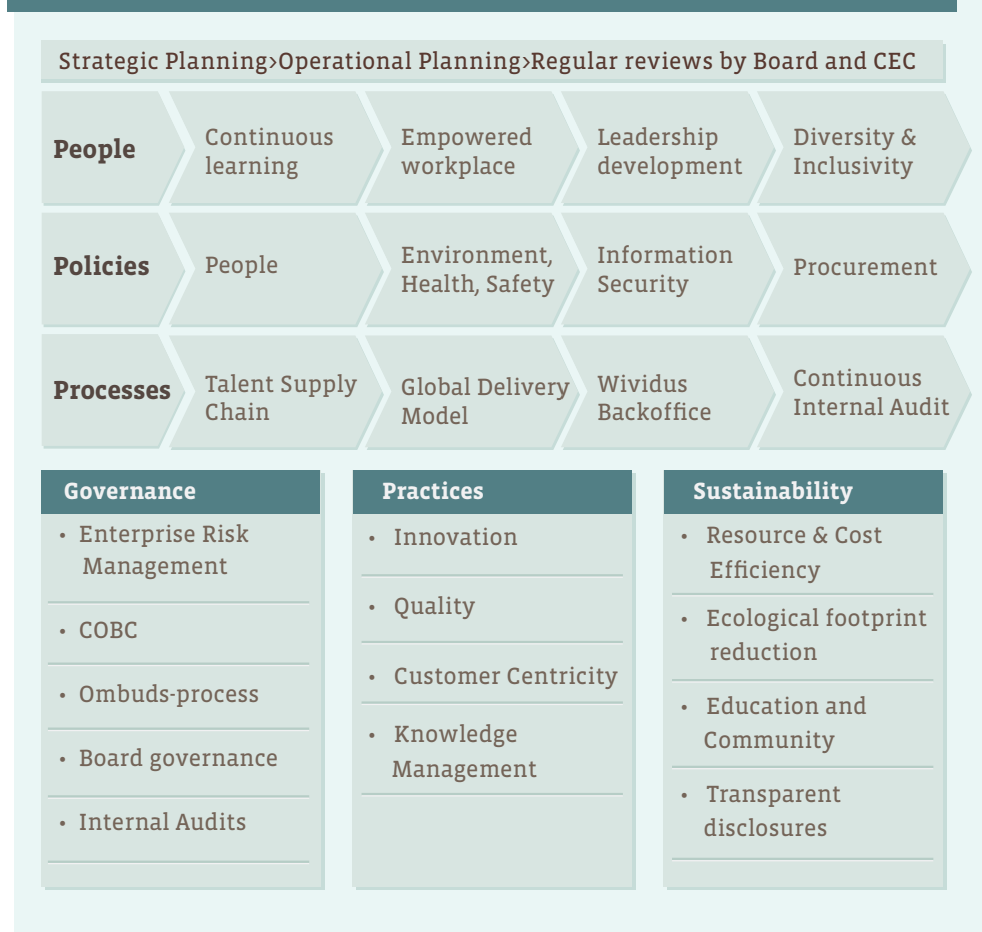 Strategic Planning>Operational Planning>Regular reviews by Board and CEC
People
Continuous
learning
Empowered
workplace
Leadership
development
Diversity &
Inclusivity
Policies
People
Environment,
Health, Safety
Information
Security
Procurement
Processes
Talent Supply
Chain
Global Delivery
Model
Wividus
Backoffice
Continuous
Internal Audit
Governance
• Enterprise Risk
Management
• COBC
• Ombuds-process
• Board governance
• Internal Audits
Practices
• Innovation
• Quality
• Customer Centricity
• Knowledge
Management
Sustainability
• Resource & Cost
Efficiency
• Ecological footprint
reduction
• Education and
Community
• Transparent
disclosures